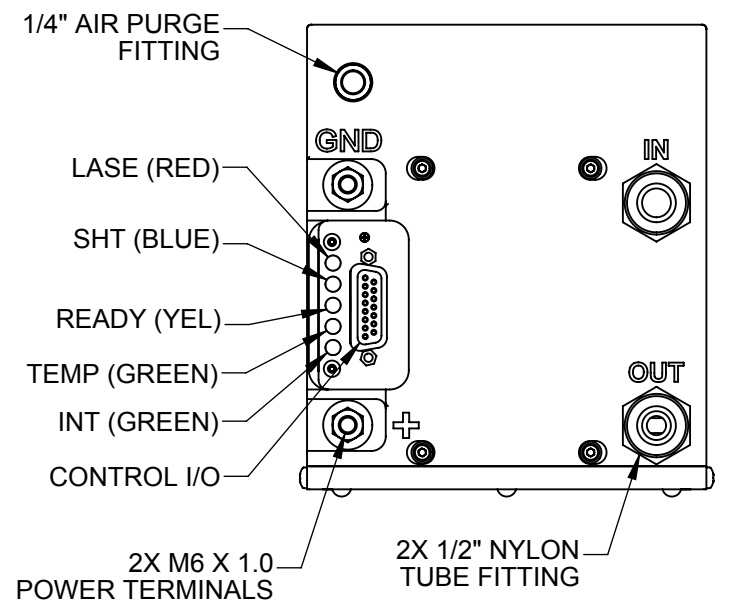 1/4" AIR PURGE
FITTING
GND
LASE (RED)
IN
SHT (BLUE)
READY (YEL)
TEMP (GREEN)
OUT
INT (GREEN)
+
CONTROL I/O
2X M6 X 1.0
POWER TERMINALS
2X 1/2" NYLON
TUBE FITTING